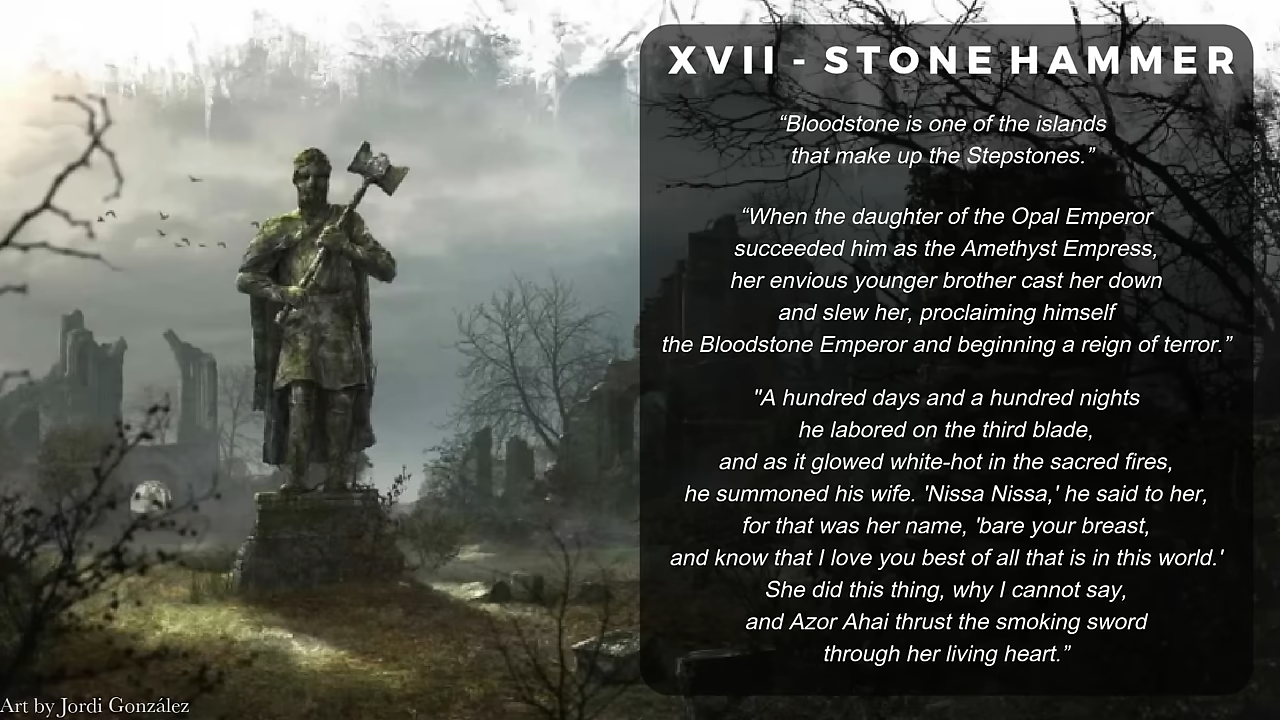 XVII - STONE HAMMER
“Bloodstone is one of the islands
that make up the Stepstones.”
“When the daughter of the Opal Emperor
succeeded him as the Amethyst Empress,
her envious younger brother cast her down
and slew her, proclaiming himself
the Bloodstone Emperor and beginning a reign of terror.”
"A hundred days and a hundred nights
he labored on the third blade,
and as it glowed white-hot in the sacred fires,
he summoned his wife. 'Nissa Nissa,' he said to her,
for that was her name, 'bare your breast,
and know that I love you best of all that is in this world.'
She did this thing, why I cannot say,
and Azor Ahai thrust the smoking sword
through her living heart.”
Art by Jordi González